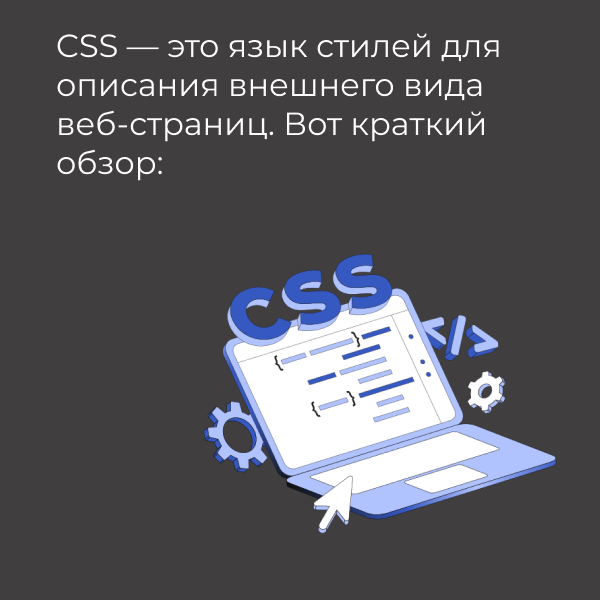 CSS — это язык стилей для
описания внешнего вида
веб-страниц. Вот краткий
обзор:
CSS
</>
{ }
{ }